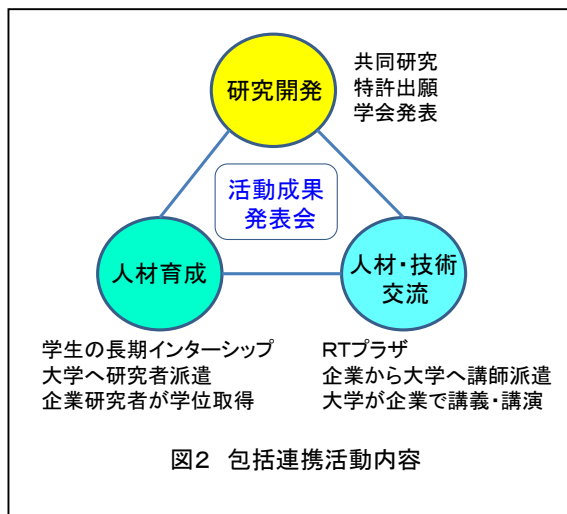 研究開発
共同研究
特許出願
学会発表
活動成果
発表会
人材育成
人材・技術
交流
学生の長期インターシップ
大学へ研究者派遣
企業研究者が学位取得
RTプラザ
企業から大学へ講師派遣
大学が企業で講義・講演
図2 包括連携活動内容